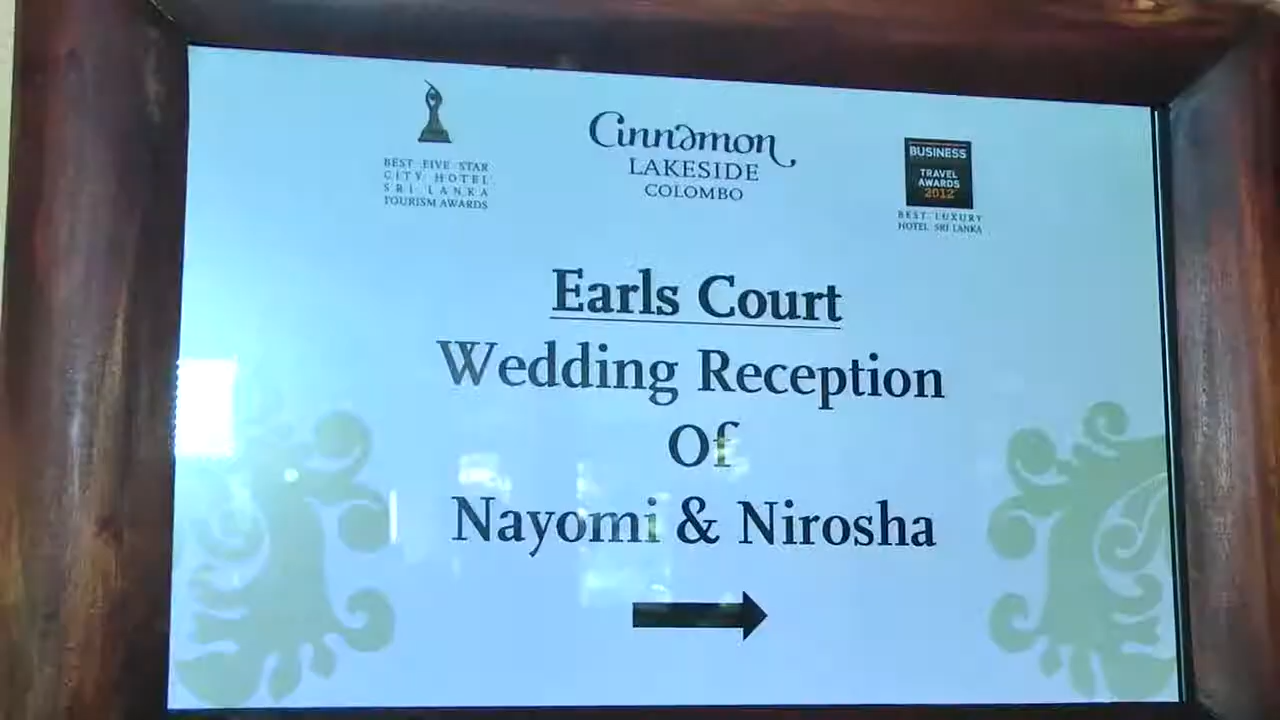 BEST FIVE STAR
CITY HOTEL
SRI LANKA
TOURISM AWARDS
Cinnamon
LAKESIDE
COLOMBO
BUSINESS
TRAVEL
AWARDS
2012
BEST LUXURY
HOTEL SRI LANKA
Earls Court
Wedding Reception
Of
Nayomi & Nirosha